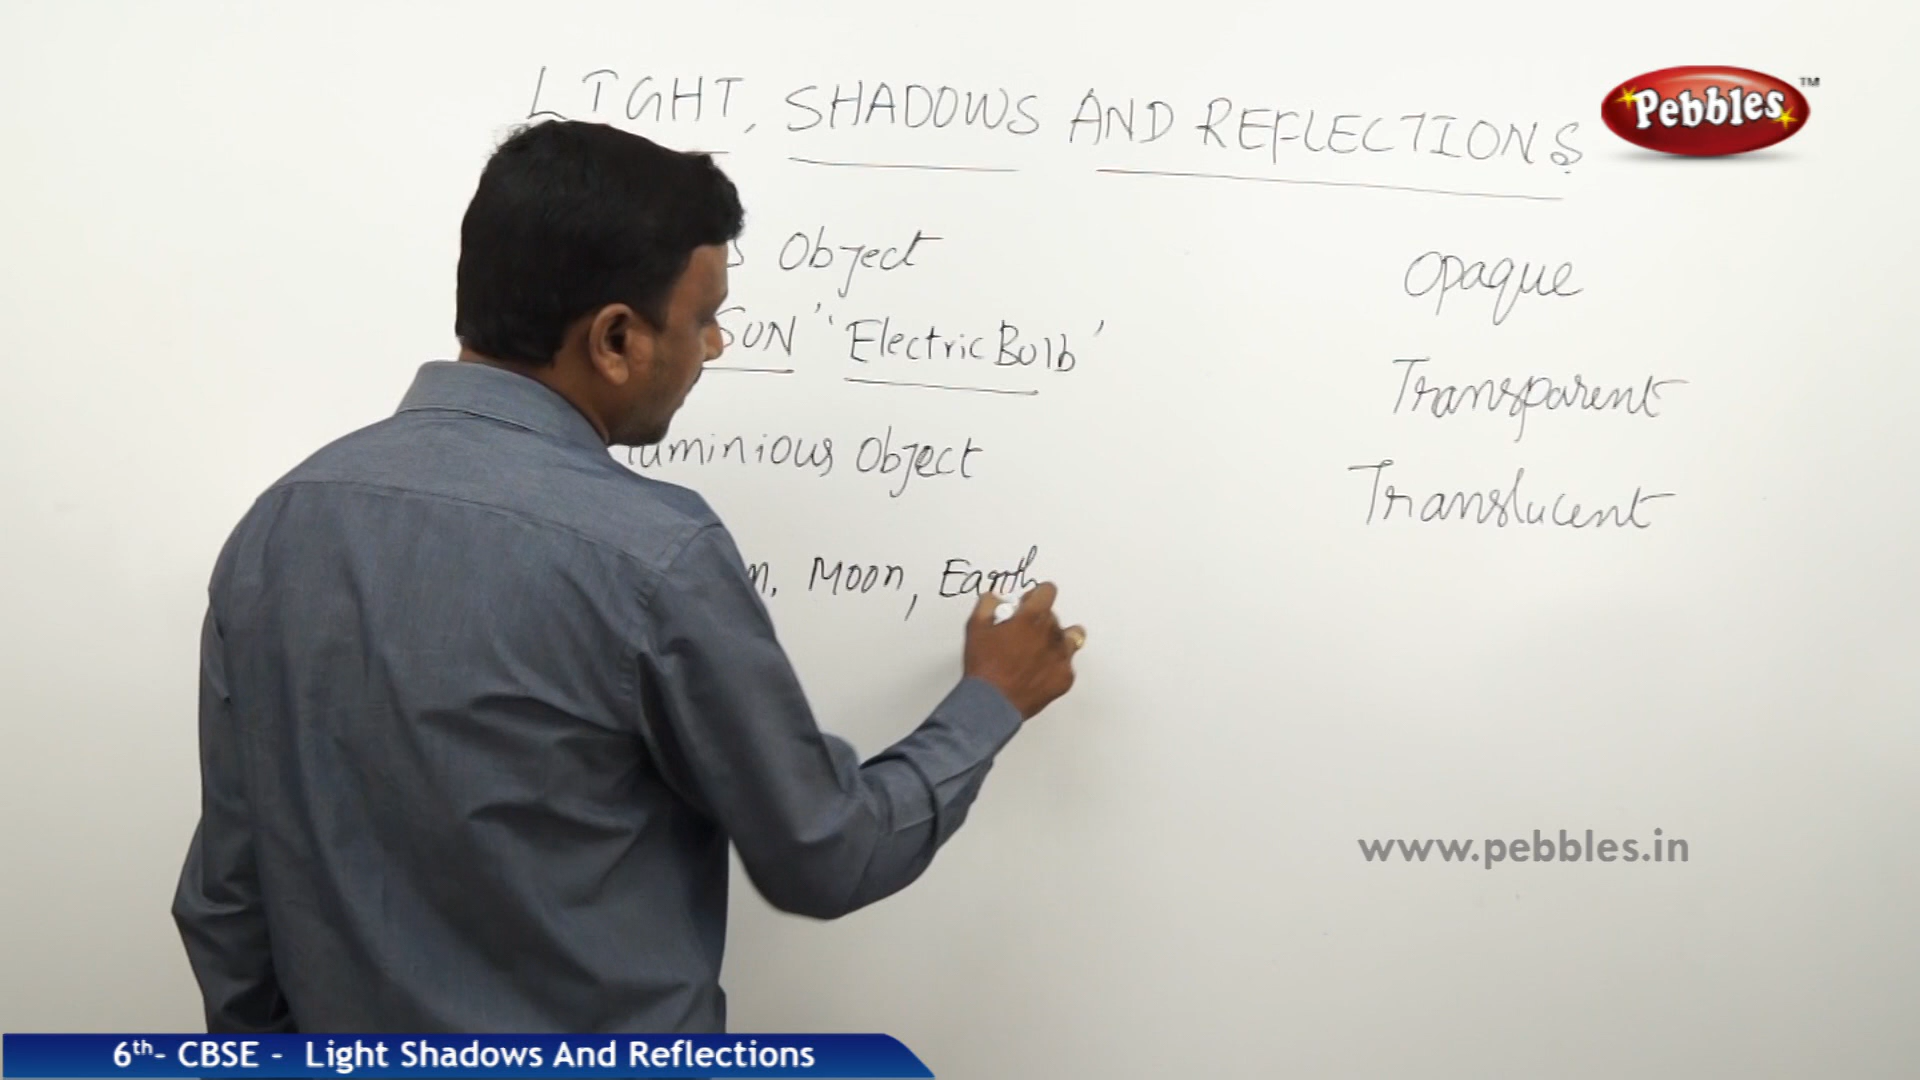 LIGHT, SHADOWS AND REFLECTIONS
Pebbles TM
Object
Opaque
SUN' 'Electric Bulb'
Transparent
Object
Translucent
Moon, Earth
www.pebbles.in
6th- CBSE - Light Shadows And Reflections